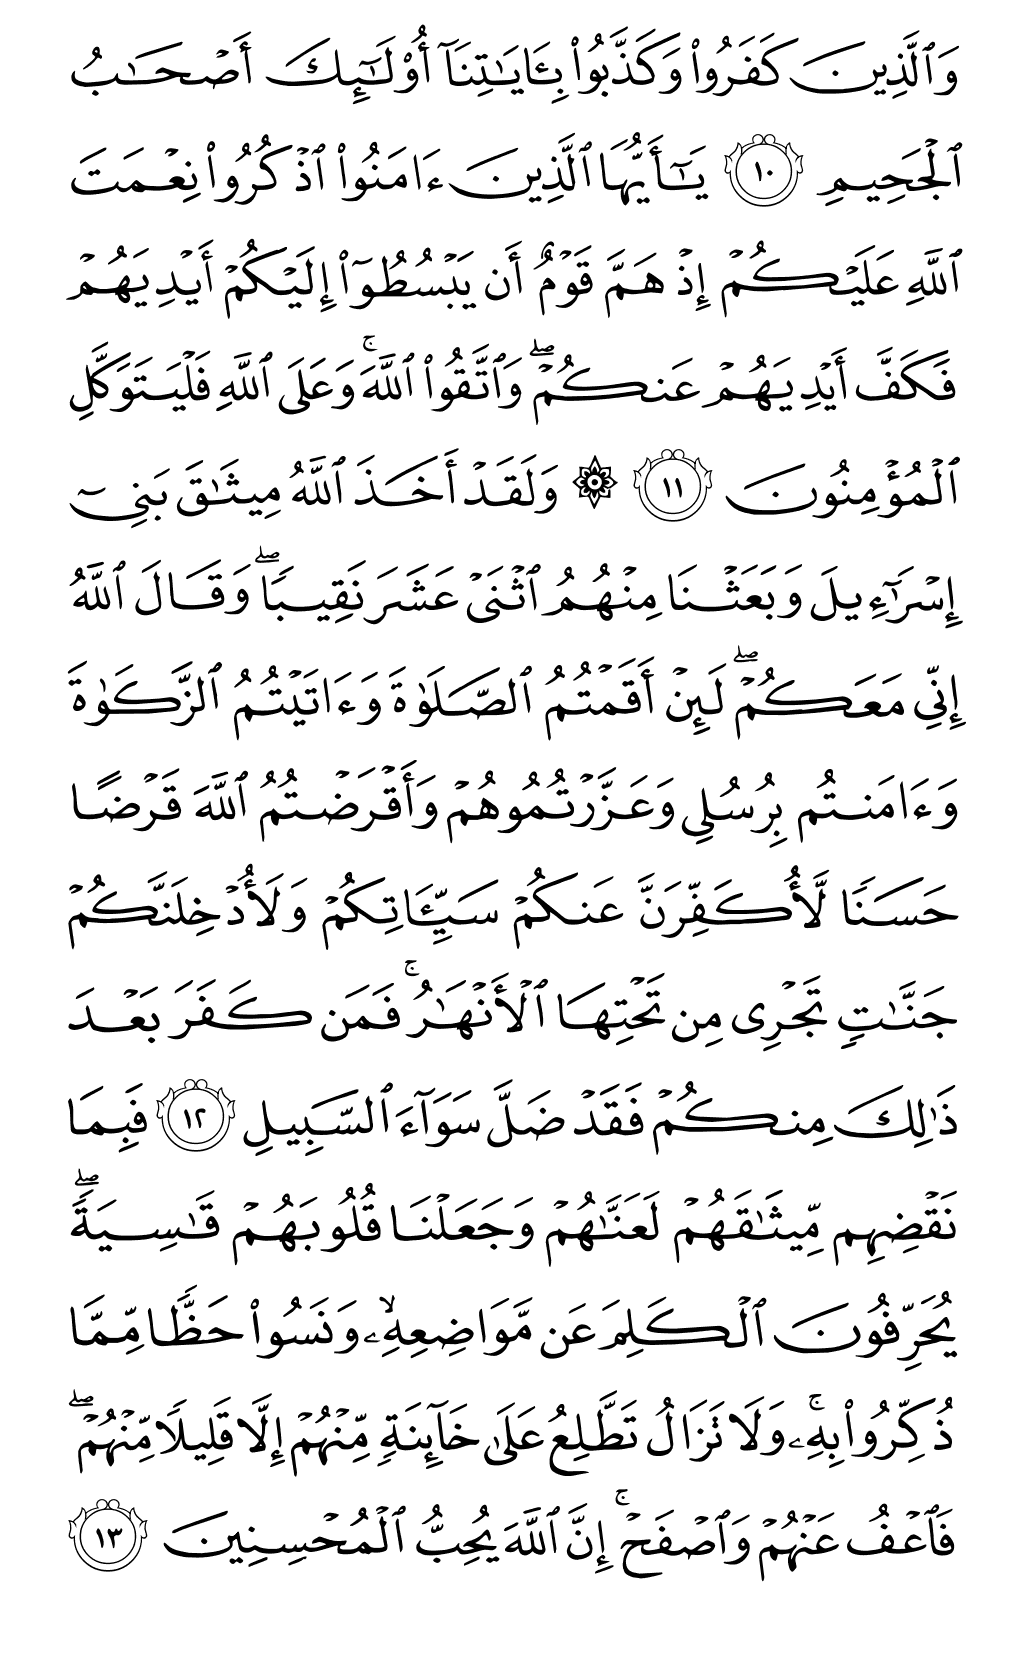 وَٱلَّذِينَ كَفَرُوا۟ وَكَذَّبُوا۟ بِـَٔايَـٰتِنَآ أُو۟لَـٰٓئِكَ أَصْحَـٰبُ
ٱلْجَحِيمِ ١٠ يَـٰٓأَيُّهَا ٱلَّذِينَ ءَامَنُوا۟ ٱذْكُرُوا۟ نِعْمَتَ
ٱللَّهِ عَلَيْكُمْ إِذْ هَمَّ قَوْمٌ أَن يَبْسُطُوٓا۟ إِلَيْكُمْ أَيْدِيَهُمْ
فَكَفَّ أَيْدِيَهُمْ عَنكُمْ ۖ وَٱتَّقُوا۟ ٱللَّهَ ۚ وَعَلَى ٱللَّهِ فَلْيَتَوَكَّلِ
ٱلْمُؤْمِنُونَ ١١ ۞ وَلَقَدْ أَخَذَ ٱللَّهُ مِيثَـٰقَ بَنِىٓ
إِسْرَٰٓءِيلَ وَبَعَثْنَا مِنْهُمُ ٱثْنَىْ عَشَرَ نَقِيبًا ۖ وَقَالَ ٱللَّهُ
إِنِّى مَعَكُمْ ۖ لَئِنْ أَقَمْتُمُ ٱلصَّلَوٰةَ وَءَاتَيْتُمُ ٱلزَّكَوٰةَ
وَءَامَنتُم بِرُسُلِى وَعَزَّرْتُمُوهُمْ وَأَقْرَضْتُمُ ٱللَّهَ قَرْضًا
حَسَنًا لَّأُكَفِّرَنَّ عَنكُمْ سَيِّـَٔاتِكُمْ وَلَأُدْخِلَنَّكُمْ
جَنَّـٰتٍ تَجْرِى مِن تَحْتِهَا ٱلْأَنْهَـٰرُ ۚ فَمَن كَفَرَ بَعْدَ
ذَٰلِكَ مِنكُمْ فَقَدْ ضَلَّ سَوَآءَ ٱلسَّبِيلِ ١٢ فَبِمَا
نَقْضِهِم مِّيثَـٰقَهُمْ لَعَنَّـٰهُمْ وَجَعَلْنَا قُلُوبَهُمْ قَـٰسِيَةً ۖ
يُحَرِّفُونَ ٱلْكَلِمَ عَن مَّوَاضِعِهِۦ ۙ وَنَسُوا۟ حَظًّا مِّمَّا
ذُكِّرُوا۟ بِهِۦ ۚ وَلَا تَزَالُ تَطَّلِعُ عَلَىٰ خَآئِنَةٍ مِّنْهُمْ إِلَّا قَلِيلًا مِّنْهُمْ ۖ
فَٱعْفُ عَنْهُمْ وَٱصْفَحْ ۚ إِنَّ ٱللَّهَ يُحِبُّ ٱلْمُحْسِنِينَ ١٣